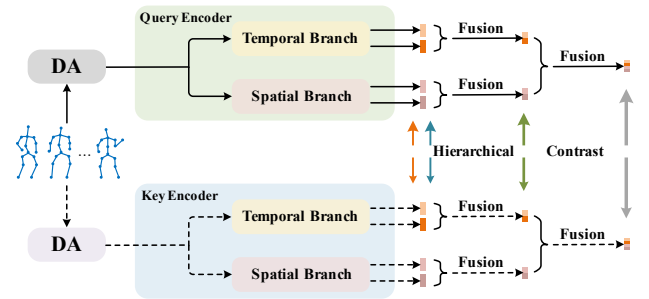 Query Encoder
DA
Temporal Branch
Fusion
Fusion
Spatial Branch
Fusion
...
Hierarchical Contrast
Key Encoder
DA
Temporal Branch
Fusion
Fusion
Spatial Branch
Fusion